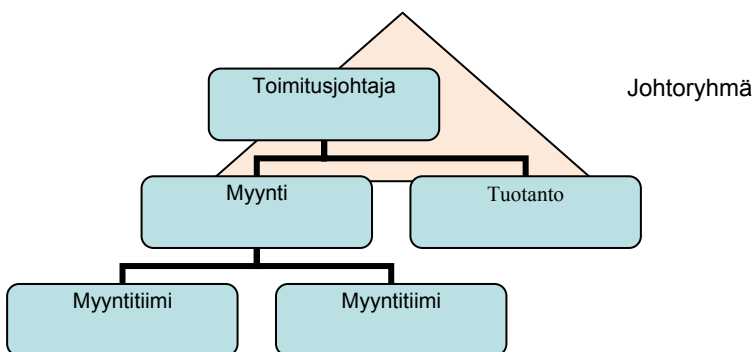 Toimitusjohtaja
Johtoryhmä
Myynti
Tuotanto
Myyntitiimi
Myyntitiimi